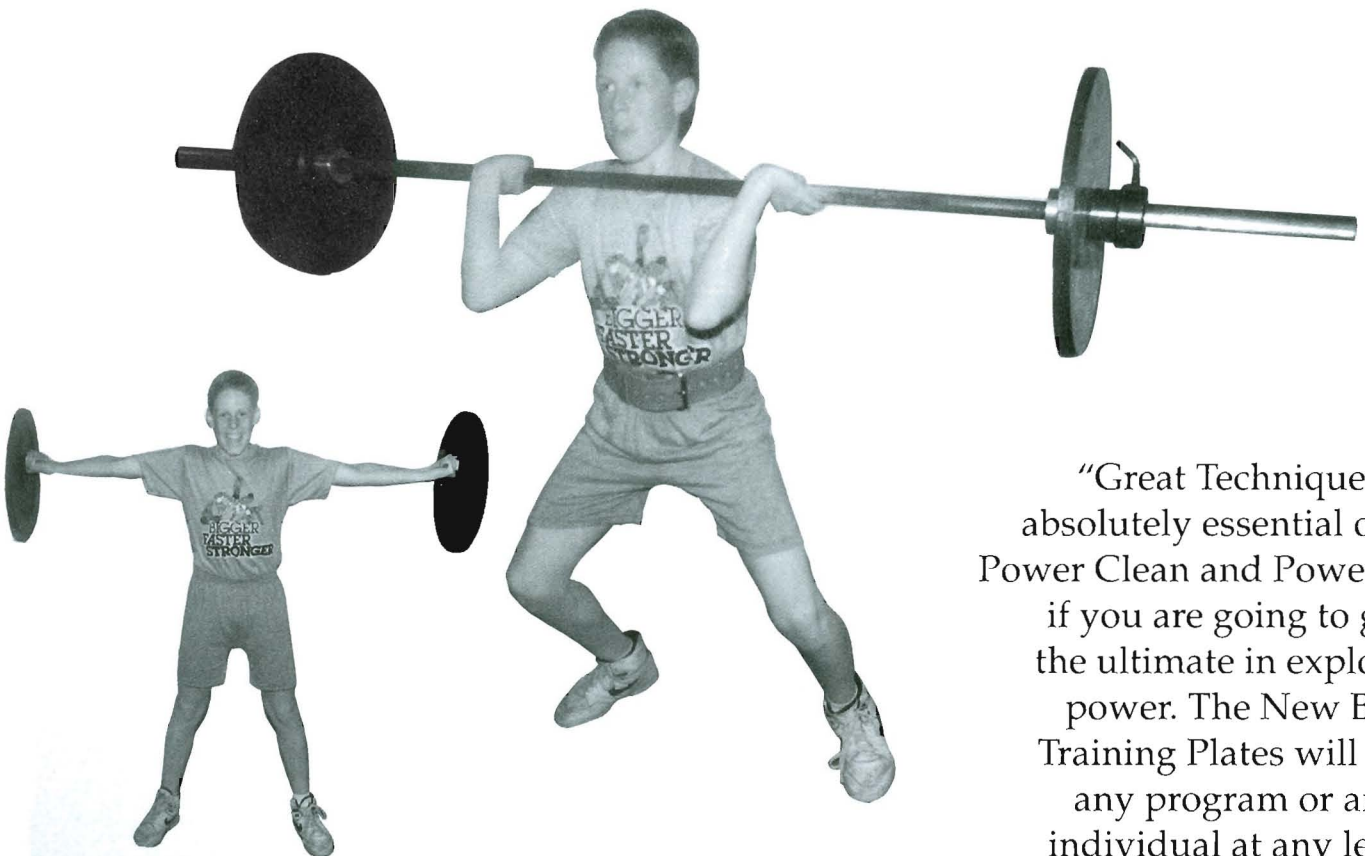 BIGGER
FASTER
STRONGER
BIGGER
FASTER
STRONGER
"Great Technique
absolutely essential
Power Clean and Powe
if you are going to
the ultimate in explo
power. The New
Training Plates will
any program or
individual at any le